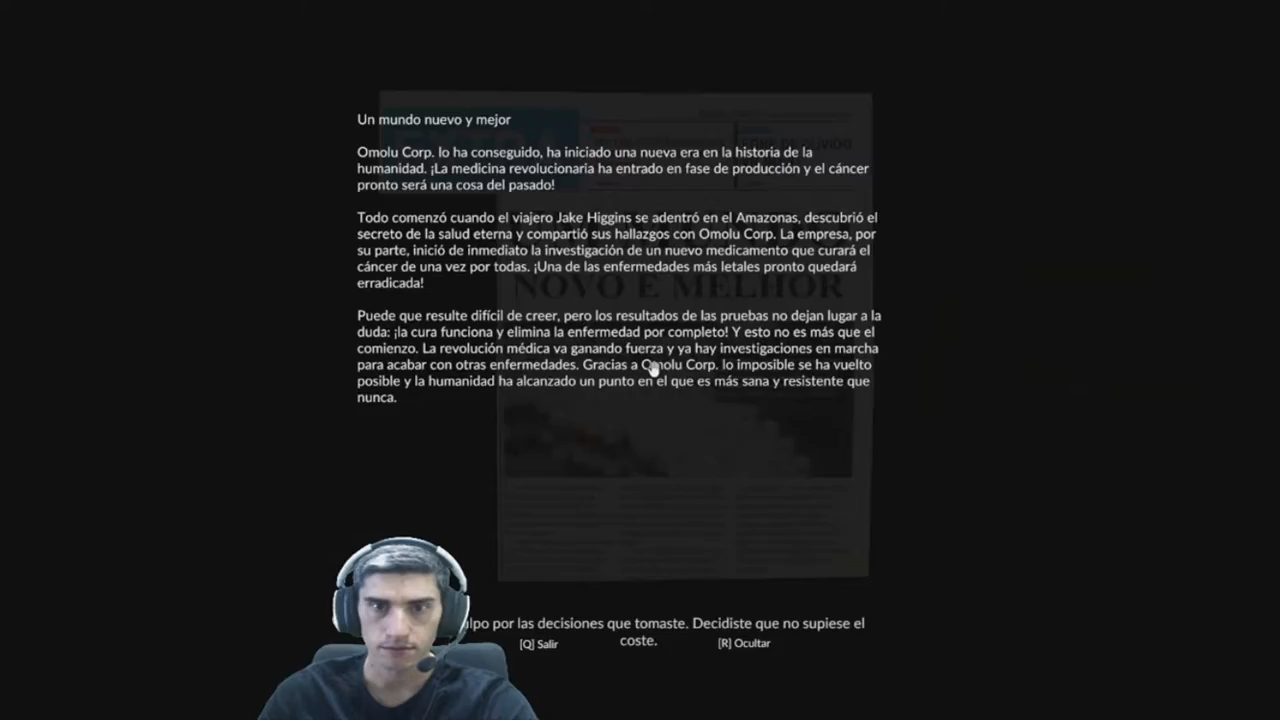 Un mundo nuevo y mejor
Omolu Corp. lo ha conseguido, ha iniciado una nueva era en la historia de la
humanidad. ¡La medicina revolucionaria ha entrado en fase de producción y el cáncer
pronto será una cosa del pasado!
Todo comenzó cuando el viajero Jake Higgins se adentró en el Amazonas, descubrió el
secreto de la salud eterna y compartió sus hallazgos con Omolu Corp. La empresa, por
su parte, inició de inmediato la investigación de un nuevo medicamento que curará el
cáncer de una vez por todas. ¡Una de las enfermedades más letales pronto quedará
erradicada!
NOVO E MELHOR
Puede que resulte difícil de creer, pero los resultados de las pruebas no dejan lugar a la
duda: ¡la cura funciona y elimina la enfermedad por completo! Y esto no es más que el
comienzo. La revolución médica va ganando fuerza y ya hay investigaciones en marcha
para acabar con otras enfermedades. Gracias a Omolu Corp. lo imposible se ha vuelto
posible y la humanidad ha alcanzado un punto en el que es más sana y resistente que
nunca.
por las decisiones que tomaste. Decidiste que no supiese el
coste.
[Q] Salir
[R] Ocultar